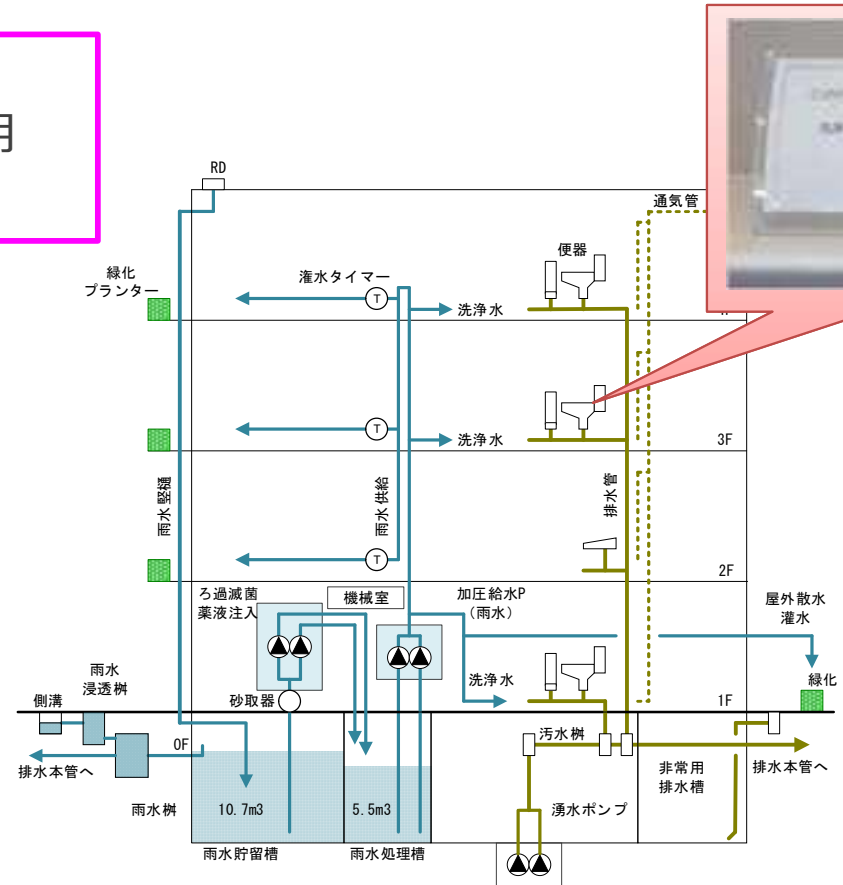 用
RD
通気管
便器
緑化
プランター
潅水タイマー
T
洗浄水
T
洗浄水
3F
雨水竪樋
雨水供給
排水管
T
2F
ろ過滅菌
薬液注入
機械室
加圧給水P
（雨水）
屋外散水
灌水
雨水
浸透桝
側溝
砂取器
洗浄水
1F
緑化
OF
汚水桝
排水本管へ
非常用
排水槽
排水本管へ
雨水桝
10.7m3
5.5m3
湧水ポンプ
雨水貯留槽
雨水処理槽